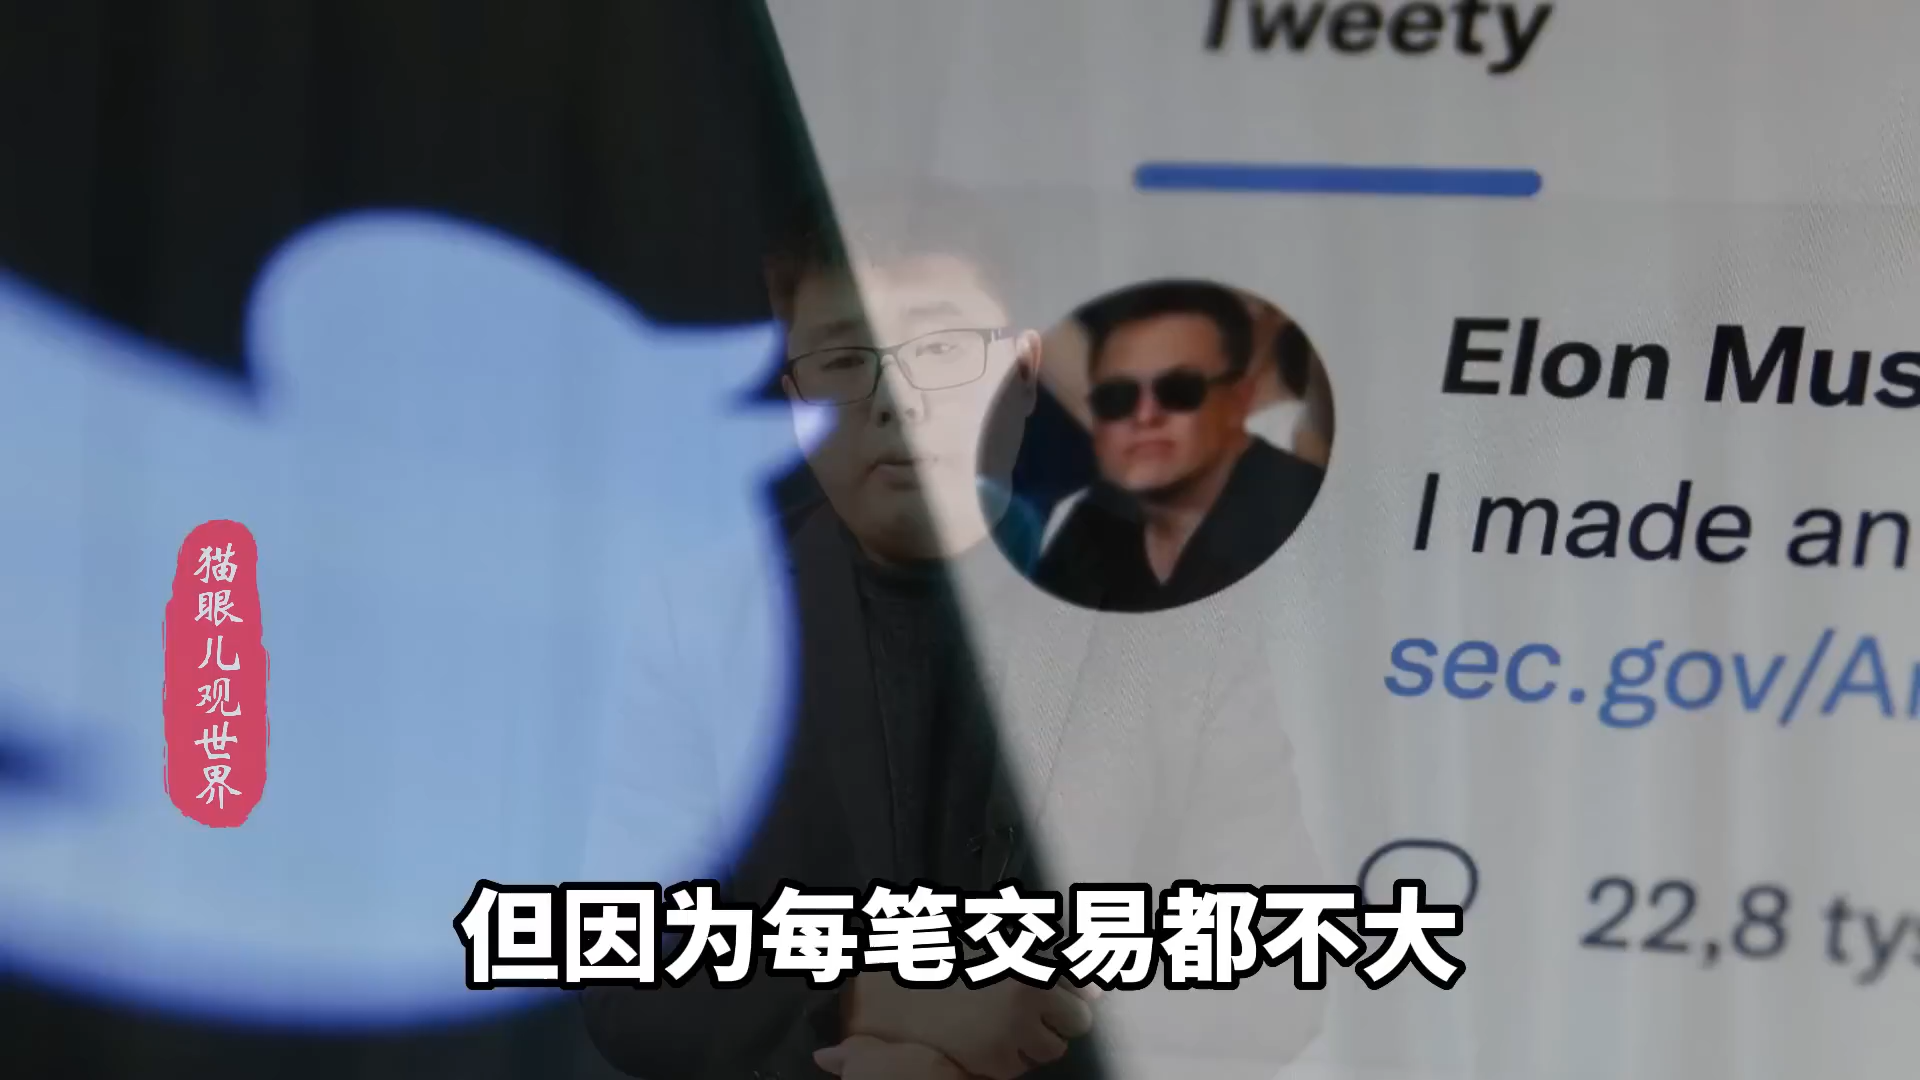 Tweety
Elon Mus
I made an
sec.gov/Ar
22,8 tys
猫眼儿观世界
但因为每笔交易都不大